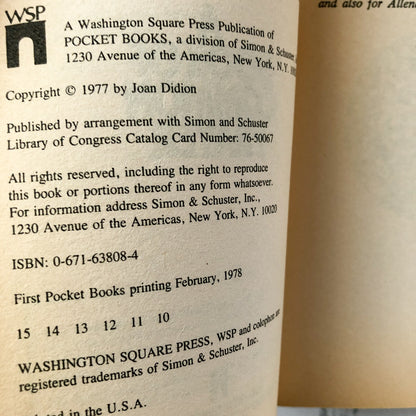 and also for Allen
WSP
A Washington Square Press Publication of
POCKET BOOKS, a division of Simon & Schuster,
1230 Avenue of the Americas, New York, N.Y.
Copyright © 1977 by Joan Didion
Published by arrangement with Simon and Schuster
Library of Congress Catalog Card Number: 76-50067
All rights reserved, including the right to reproduce
this book or portions thereof in any form whatsoever.
For information address Simon & Schuster, Inc.,
1230 Avenue of the Americas, New York, N.Y. 10020
ISBN: 0-671-63808-4
First Pocket Books printing February, 1978
15 14 13 12 11 10
WASHINGTON SQUARE PRESS, WSP and colophon are
registered trademarks of Simon & Schuster, Inc.
in the U.S.A.